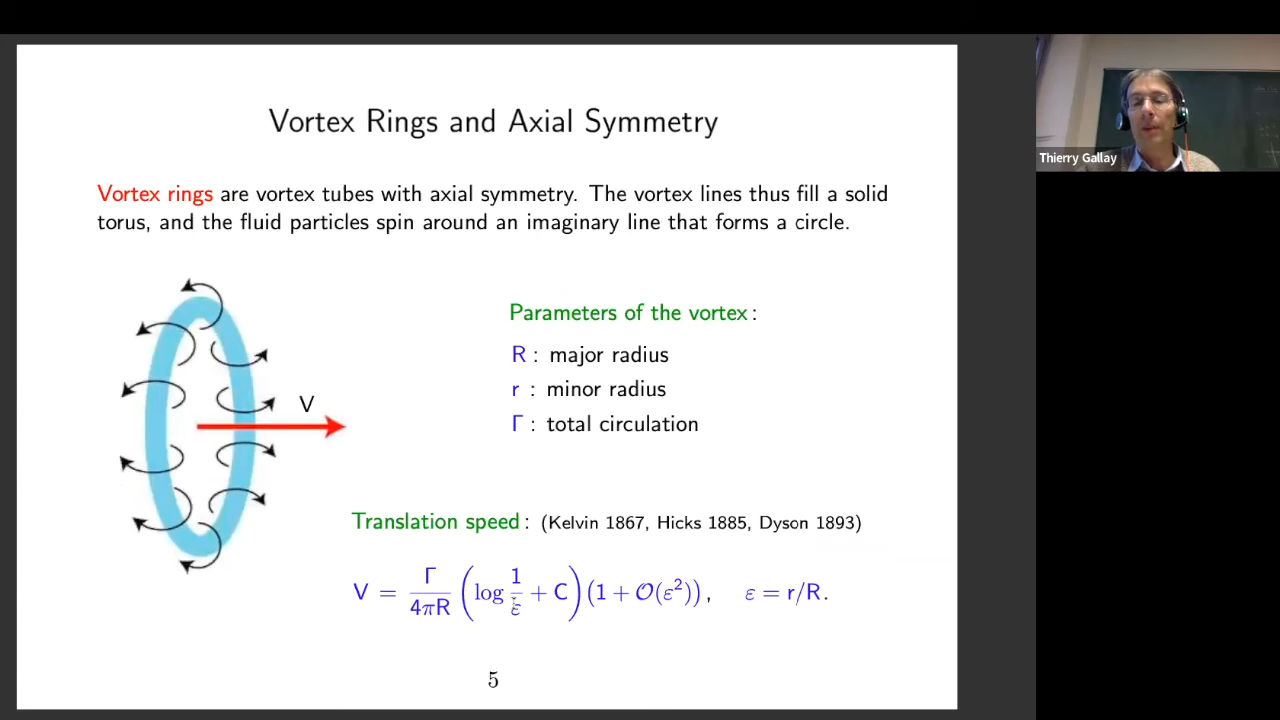 Vortex Rings and Axial Symmetry
Vortex rings are vortex tubes with axial symmetry. The vortex lines thus fill a solid
torus, and the fluid particles spin around an imaginary line that forms a circle.
V
Parameters of the vortex :
R : major radius
r : minor radius
Γ : total circulation
Translation speed : (Kelvin 1867, Hicks 1885, Dyson 1893)
V = Γ/4πR (log 1/ε + C)(1 + 𝒪(ε²)), ε = r/R.
5
Thierry Gallay